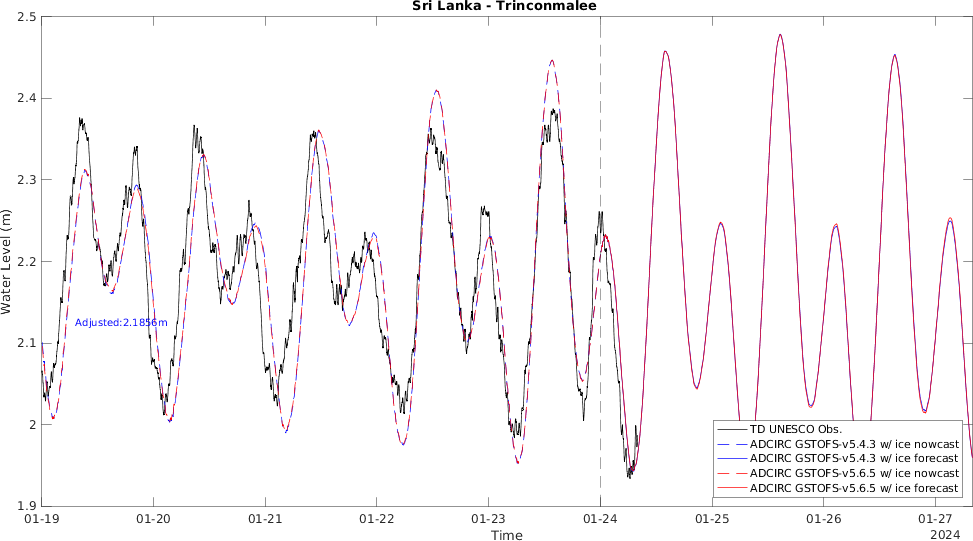 Sri Lanka - Trinconmalee
2.5
2.4
2.3
2.2
2.1
2
1.9
Water Level (m)
Adjusted:2.1856m
TD UNESCO Obs.
ADCIRC GSTOFS-v5.4.3 w/ ice nowcast
ADCIRC GSTOFS-v5.4.3 w/ ice forecast
ADCIRC GSTOFS-v5.6.5 w/ ice nowcast
ADCIRC GSTOFS-v5.6.5 w/ ice forecast
01-19 01-20 01-21 01-22 01-23 01-24 01-25 01-26 01-27
Time
2024